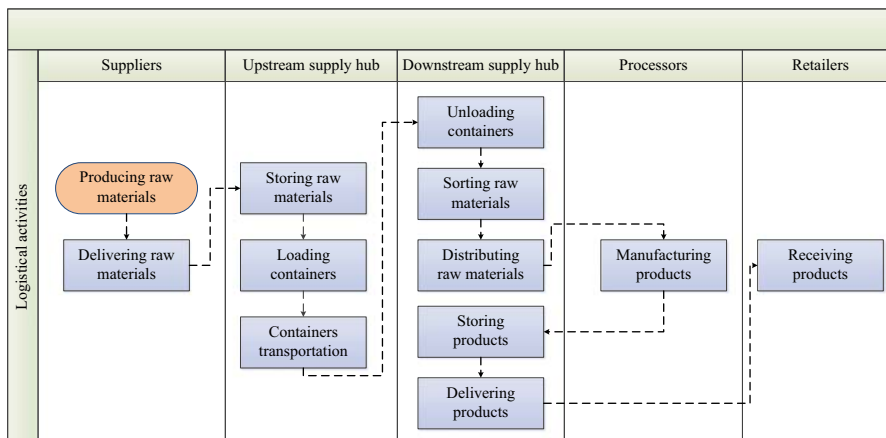 Suppliers
Upstream supply hub
Downstream supply hub
Processors
Retailers
Logistical activities
Producing raw
materials
Delivering raw
materials
Storing raw
materials
Loading
containers
Containers
transportation
Unloading
containers
Sorting raw
materials
Distributing
raw materials
Storing
products
Delivering
products
Manufacturing
products
Receiving
products